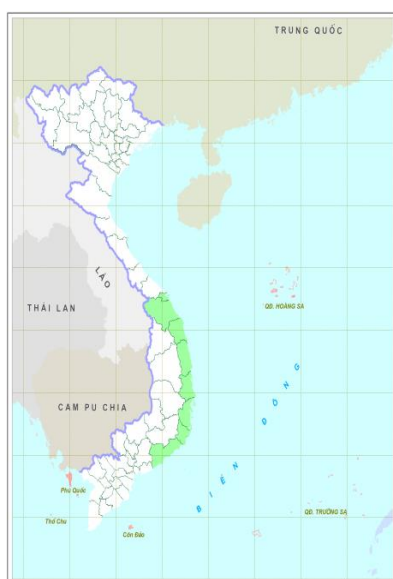 TRUNG QUỐC
LÀO
QĐ. HOÀNG SA
THÁI LAN
CAM PU CHIA
BIỂN ĐÔNG
Phú Quốc
Thổ Chu
Côn Đảo
QĐ. TRƯỜNG SA